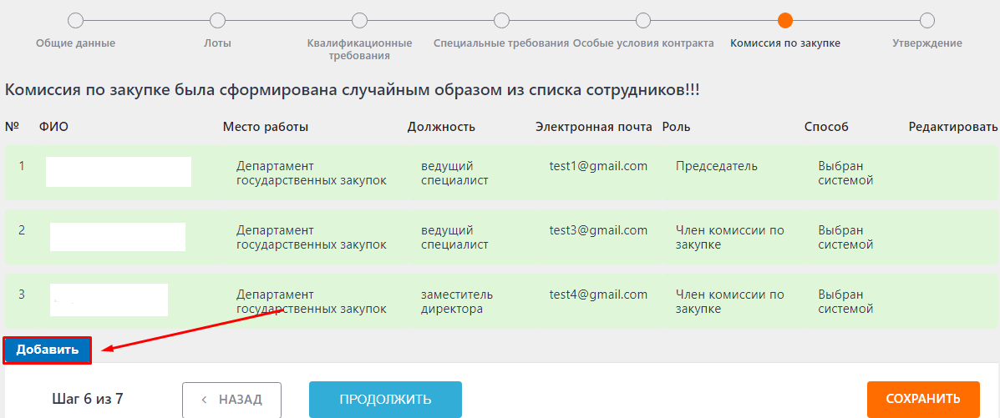 Общие данные
Лоты
Квалификационные
требования
Специальные требования
Особые условия контракта
Комиссия по закупке
Утверждение
Комиссия по закупке была сформирована случайным образом из списка сотрудников!!!
№ ФИО Место работы Должность Электронная почта Роль Способ Редактировать
1 Департамент ведущий test1@gmail.com Председатель Выбран
государственных закупок специалист системой
2 Департамент ведущий test3@gmail.com Член комиссии по Выбран
государственных закупок специалист закупке системой
3 Департамент заместитель test4@gmail.com Член комиссии по Выбран
государственных закупок директора закупке системой
Добавить
Шаг 6 из 7 < НАЗАД ПРОДОЛЖИТЬ СОХРАНИТЬ